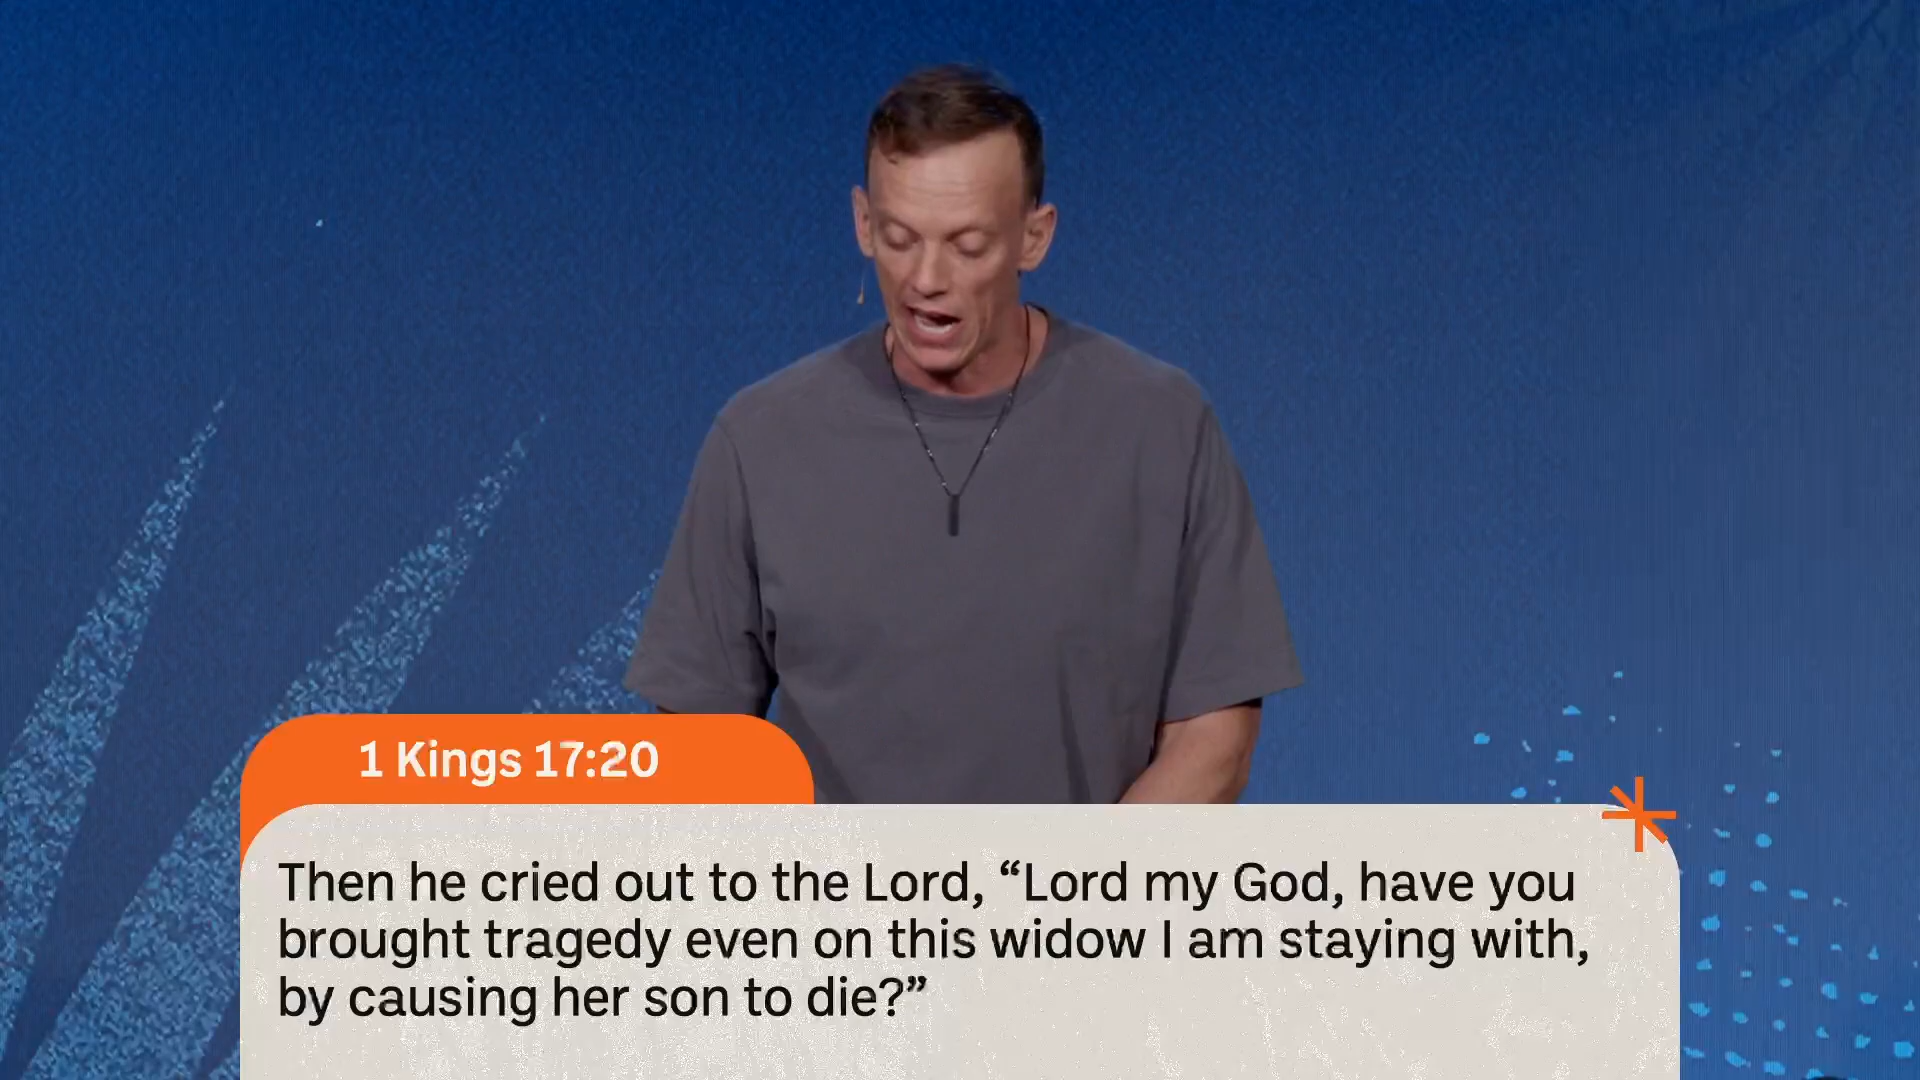 1 Kings 17:20
Then he cried out to the Lord, “Lord my God, have you
brought tragedy even on this widow I am staying with,
by causing her son to die?”